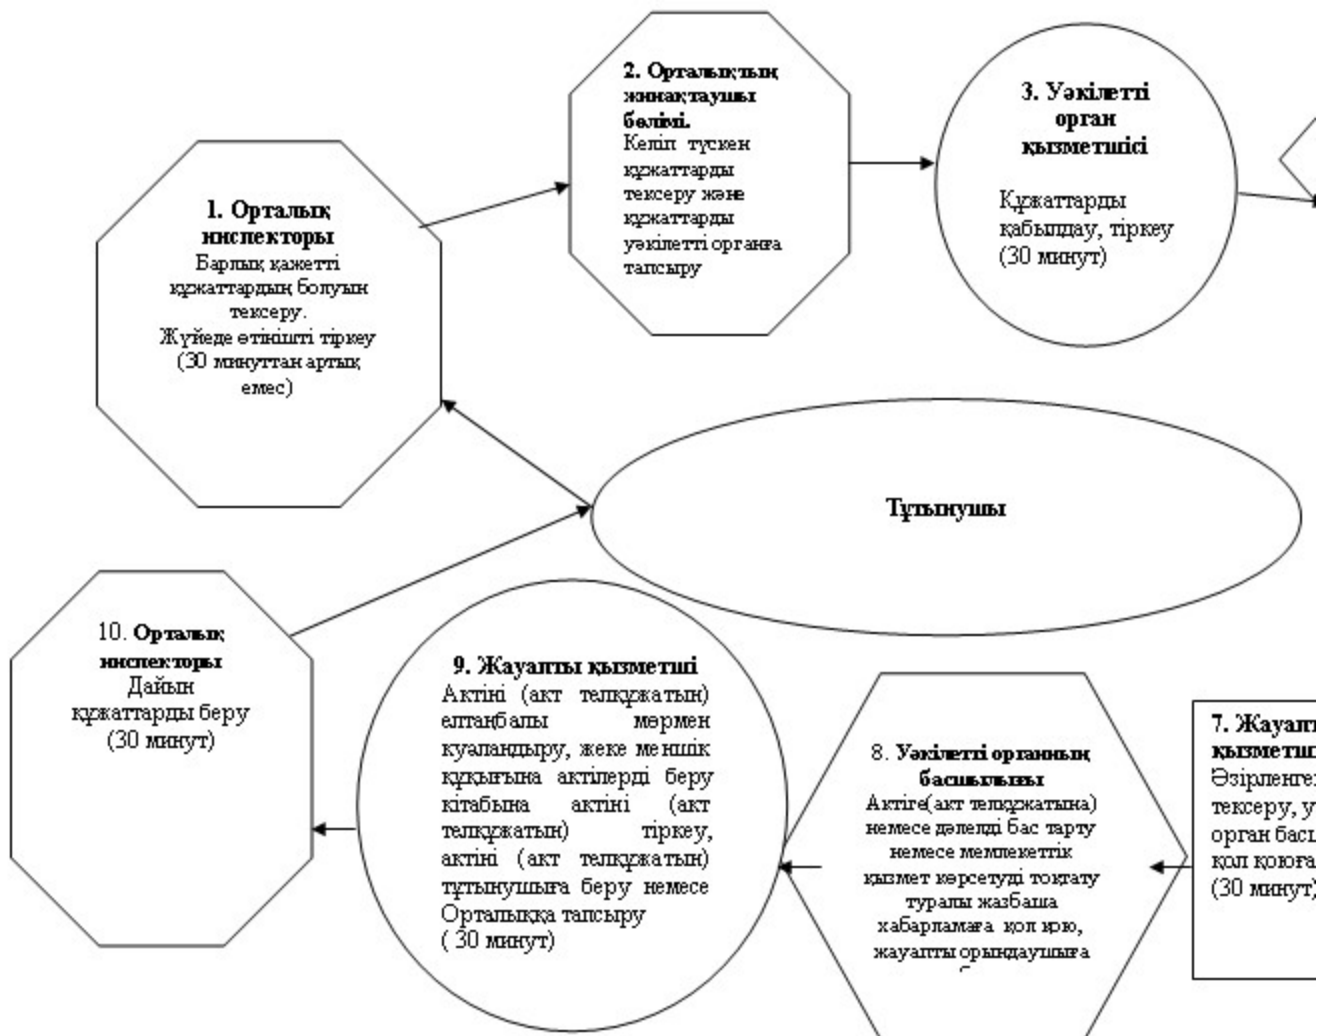 1. Орталық
инспекторы
Барлық қажетті
құжаттардың болуын
тексеру.
Жүйеде өтінішті тіркеу
(30 минуттан артық
емес)
2. Орталықтың
жинақтаушы
бөлімі.
Келіп түскен
құжаттарды
тексеру және
құжаттарды
уәкілетті органға
тапсыру
3. Уәкілетті
орган
қызметшісі
Құжаттарды
қабылдау, тіркеу
(30 минут)
Тұтынушы
10. Орталық
инспекторы
Дайын
құжаттарды беру
(30 минут)
9. Жауапты қызметші
Актіні (акт телқұжатын)
елтаңбалы мөрмен
куәландыру, жеке меншік
құқығына актілерді беру
кітабына актіні (акт
телқұжатын) тіркеу,
актіні (акт телқұжатын)
тұтынушыға беру немесе
Орталыққа тапсыру
( 30 минут)
8. Уәкілетті органның
басшылығы
Актіге(акт телқұжатына)
немесе дәлелді бас тарту
немесе мемлекеттік
қызмет көрсетуді тоқтату
туралы жазбаша
хабарламаға қол қою,
жауапты орындаушыға
7. Жауапт
қызметш
Әзірленге
тексеру, у
орган бас
қол қоюға
(30 минут)